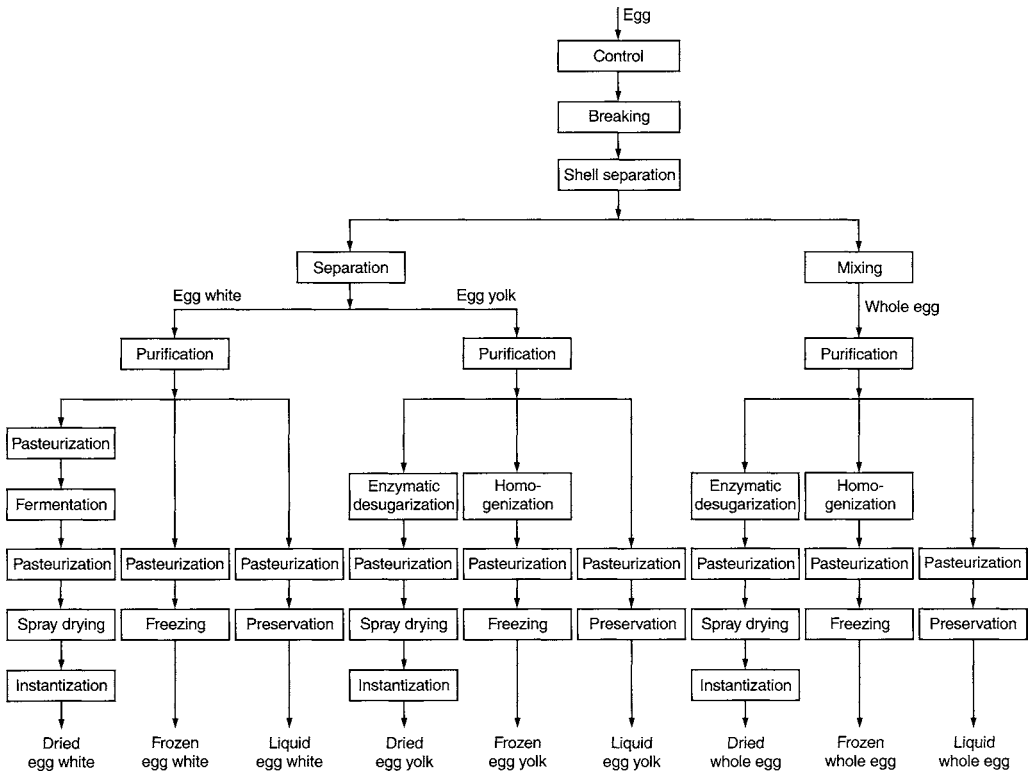 Egg
Control
Breaking
Shell separation
Separation
Mixing
Egg white
Egg yolk
Whole egg
Purification
Purification
Purification
Pasteurization
Fermentation
Enzymatic
desugarization
Homo-
genization
Enzymatic
desugarization
Homo-
genization
Pasteurization
Pasteurization
Pasteurization
Pasteurization
Pasteurization
Pasteurization
Pasteurization
Pasteurization
Pasteurization
Spray drying
Freezing
Preservation
Spray drying
Freezing
Preservation
Spray drying
Freezing
Preservation
Instantization
Instantization
Instantization
Dried
egg white
Frozen
egg white
Liquid
egg white
Dried
egg yolk
Frozen
egg yolk
Liquid
egg yolk
Dried
whole egg
Frozen
whole egg
Liquid
whole egg